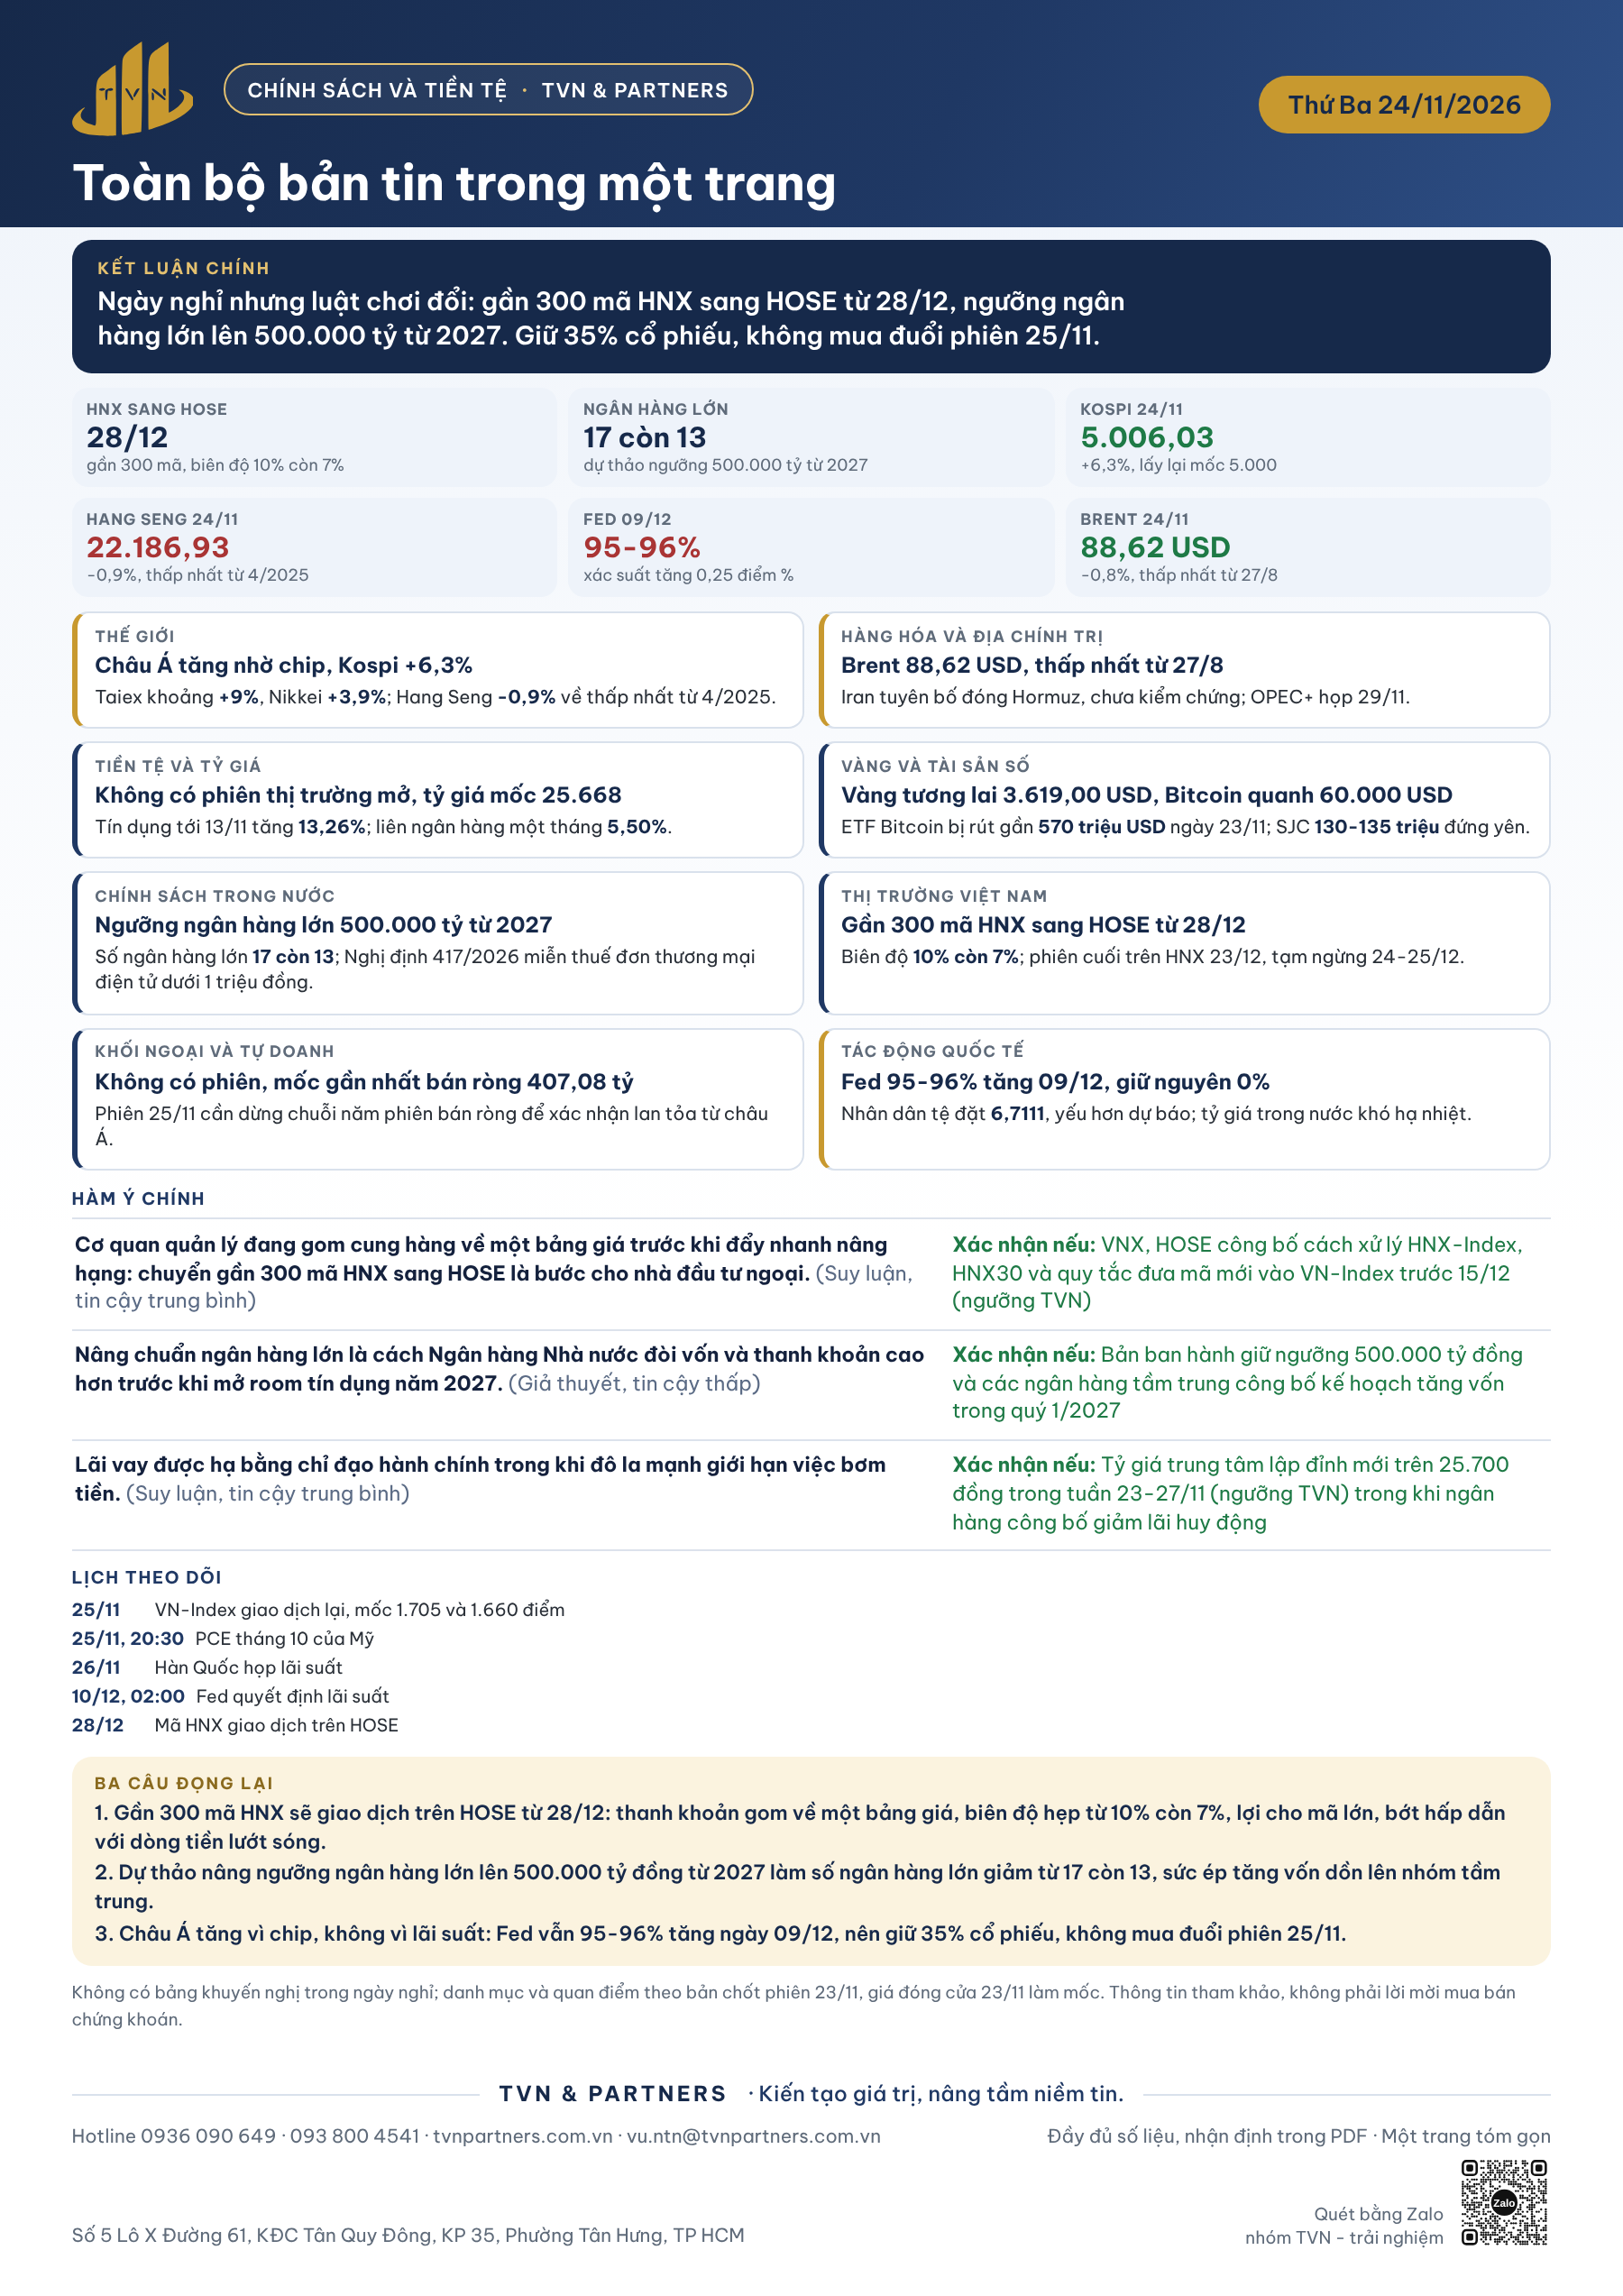 TVN
CHÍNH SÁCH VÀ TIỀN TỆ · TVN & PARTNERS
Thứ Ba 24/11/2026
Toàn bộ bản tin trong một trang
KẾT LUẬN CHÍNH
Ngày nghỉ nhưng luật chơi đổi: gần 300 mã HNX sang HOSE từ 28/12, ngưỡng ngân
hàng lớn lên 500.000 tỷ từ 2027. Giữ 35% cổ phiếu, không mua đuổi phiên 25/11.
HNX SANG HOSE
28/12
gần 300 mã, biên độ 10% còn 7%
NGÂN HÀNG LỚN
17 còn 13
dự thảo ngưỡng 500.000 tỷ từ 2027
KOSPI 24/11
5.006,03
+6,3%, lấy lại mốc 5.000
HANG SENG 24/11
22.186,93
-0,9%, thấp nhất từ 4/2025
FED 09/12
95-96%
xác suất tăng 0,25 điểm %
BRENT 24/11
88,62 USD
-0,8%, thấp nhất từ 27/8
THẾ GIỚI
Châu Á tăng nhờ chip, Kospi +6,3%
Taiex khoảng +9%, Nikkei +3,9%; Hang Seng -0,9% về thấp nhất từ 4/2025.
HÀNG HÓA VÀ ĐỊA CHÍNH TRỊ
Brent 88,62 USD, thấp nhất từ 27/8
Iran tuyên bố đóng Hormuz, chưa kiểm chứng; OPEC+ họp 29/11.
TIỀN TỆ VÀ TỶ GIÁ
Không có phiên thị trường mở, tỷ giá mốc 25.668
Tín dụng tới 13/11 tăng 13,26%; liên ngân hàng một tháng 5,50%.
VÀNG VÀ TÀI SẢN SỐ
Vàng tương lai 3.619,00 USD, Bitcoin quanh 60.000 USD
ETF Bitcoin bị rút gần 570 triệu USD ngày 23/11; SJC 130-135 triệu đứng yên.
CHÍNH SÁCH TRONG NƯỚC
Ngưỡng ngân hàng lớn 500.000 tỷ từ 2027
Số ngân hàng lớn 17 còn 13; Nghị định 417/2026 miễn thuế đơn thương mại
điện tử dưới 1 triệu đồng.
THỊ TRƯỜNG VIỆT NAM
Gần 300 mã HNX sang HOSE từ 28/12
Biên độ 10% còn 7%; phiên cuối trên HNX 23/12, tạm ngừng 24-25/12.
KHỐI NGOẠI VÀ TỰ DOANH
Không có phiên, mốc gần nhất bán ròng 407,08 tỷ
Phiên 25/11 cần dừng chuỗi năm phiên bán ròng để xác nhận lan tỏa từ châu
Á.
TÁC ĐỘNG QUỐC TẾ
Fed 95-96% tăng 09/12, giữ nguyên 0%
Nhân dân tệ đặt 6,7111, yếu hơn dự báo; tỷ giá trong nước khó hạ nhiệt.
HÀM Ý CHÍNH
Cơ quan quản lý đang gom cung hàng về một bảng giá trước khi đẩy nhanh nâng
hạng: chuyển gần 300 mã HNX sang HOSE là bước cho nhà đầu tư ngoại. (Suy luận,
tin cậy trung bình)
Xác nhận nếu: VNX, HOSE công bố cách xử lý HNX-Index,
HNX30 và quy tắc đưa mã mới vào VN-Index trước 15/12
(ngưỡng TVN)
Nâng chuẩn ngân hàng lớn là cách Ngân hàng Nhà nước đòi vốn và thanh khoản cao
hơn trước khi mở room tín dụng năm 2027. (Giả thuyết, tin cậy thấp)
Xác nhận nếu: Bản ban hành giữ ngưỡng 500.000 tỷ đồng
và các ngân hàng tầm trung công bố kế hoạch tăng vốn
trong quý 1/2027
Lãi vay được hạ bằng chỉ đạo hành chính trong khi đô la mạnh giới hạn việc bơm
tiền. (Suy luận, tin cậy trung bình)
Xác nhận nếu: Tỷ giá trung tâm lập đỉnh mới trên 25.700
đồng trong tuần 23-27/11 (ngưỡng TVN) trong khi ngân
hàng công bố giảm lãi huy động
LỊCH THEO DÕI
25/11 VN-Index giao dịch lại, mốc 1.705 và 1.660 điểm
25/11, 20:30 PCE tháng 10 của Mỹ
26/11 Hàn Quốc họp lãi suất
10/12, 02:00 Fed quyết định lãi suất
28/12 Mã HNX giao dịch trên HOSE
BA CÂU ĐỌNG LẠI
1. Gần 300 mã HNX sẽ giao dịch trên HOSE từ 28/12: thanh khoản gom về một bảng giá, biên độ hẹp từ 10% còn 7%, lợi cho mã lớn, bớt hấp dẫn
với dòng tiền lướt sóng.
2. Dự thảo nâng ngưỡng ngân hàng lớn lên 500.000 tỷ đồng từ 2027 làm số ngân hàng lớn giảm từ 17 còn 13, sức ép tăng vốn dồn lên nhóm tầm
trung.
3. Châu Á tăng vì chip, không vì lãi suất: Fed vẫn 95-96% tăng ngày 09/12, nên giữ 35% cổ phiếu, không mua đuổi phiên 25/11.
Không có bảng khuyến nghị trong ngày nghỉ; danh mục và quan điểm theo bản chốt phiên 23/11, giá đóng cửa 23/11 làm mốc. Thông tin tham khảo, không phải lời mời mua bán
chứng khoán.
TVN & PARTNERS · Kiến tạo giá trị, nâng tầm niềm tin.
Hotline 0936 090 649 · 093 800 4541 · tvnpartners.com.vn · vu.ntn@tvnpartners.com.vn
Đầy đủ số liệu, nhận định trong PDF · Một trang tóm gọn
Zalo
Quét bằng Zalo
nhóm TVN - trải nghiệm
Số 5 Lô X Đường 61, KĐC Tân Quy Đông, KP 35, Phường Tân Hưng, TP HCM